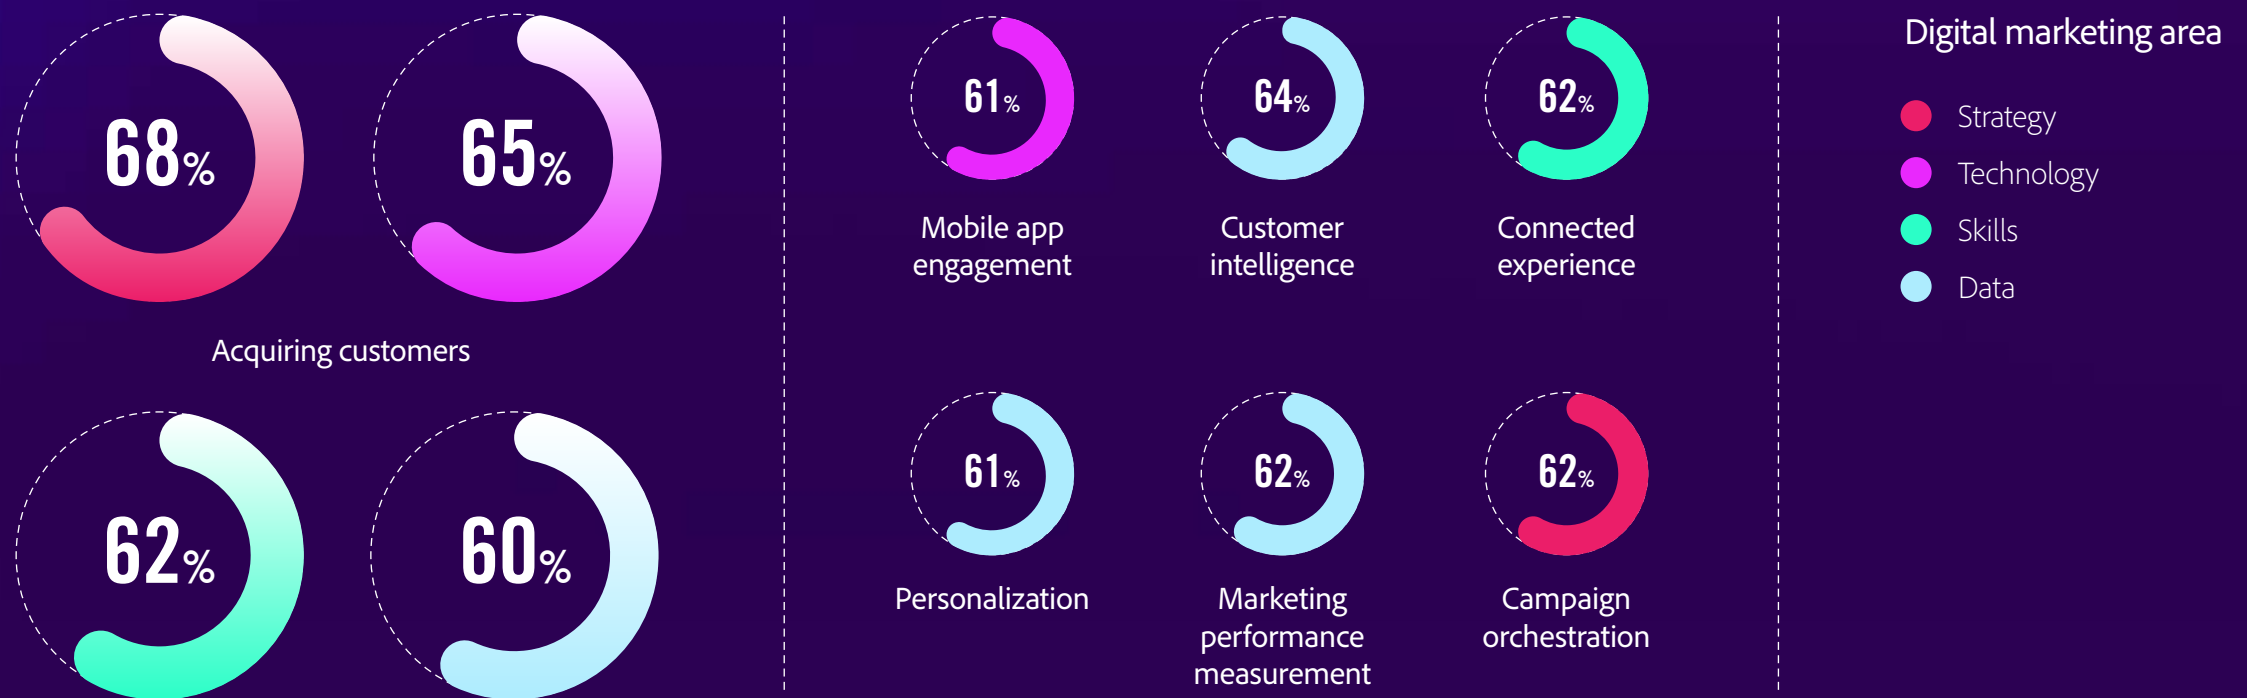 68%
65%
Acquiring customers
62%
60%
61%
Mobile app
engagement
64%
Customer
intelligence
62%
Connected
experience
61%
Personalization
62%
Marketing
performance
measurement
62%
Campaign
orchestration
Digital marketing area
Strategy
Technology
Skills
Data